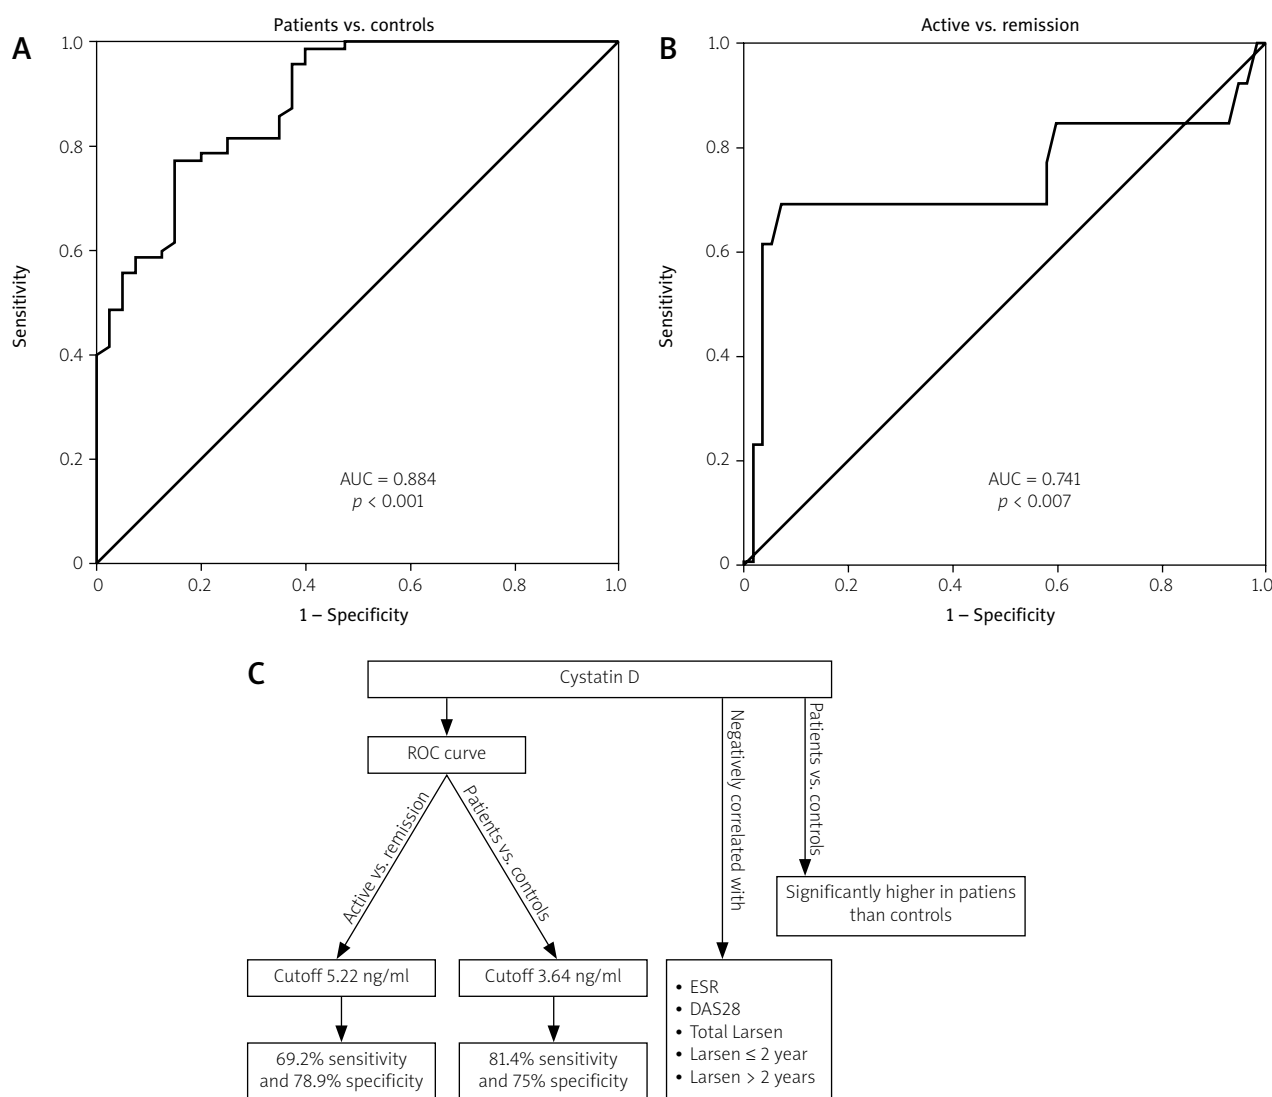 A
Patients vs. controls
Sensitivity
1.0
0.8
0.6
0.4
0.2
0
0
0.2
0.4
0.6
0.8
1.0
1 – Specificity
AUC = 0.884
p < 0.001
B
Active vs. remission
Sensitivity
1.0
0.8
0.6
0.4
0.2
0
0
0.2
0.4
0.6
0.8
1.0
1 – Specificity
AUC = 0.741
p < 0.007
C
Cystatin D
ROC curve
Active vs. remission
Patients vs. controls
Negatively correlated with
Patients vs. controls
Significantly higher in patiens
than controls
Cutoff 5.22 ng/ml
Cutoff 3.64 ng/ml
69.2% sensitivity
and 78.9% specificity
81.4% sensitivity
and 75% specificity
• ESR
• DAS28
• Total Larsen
• Larsen ≤ 2 year
• Larsen > 2 years